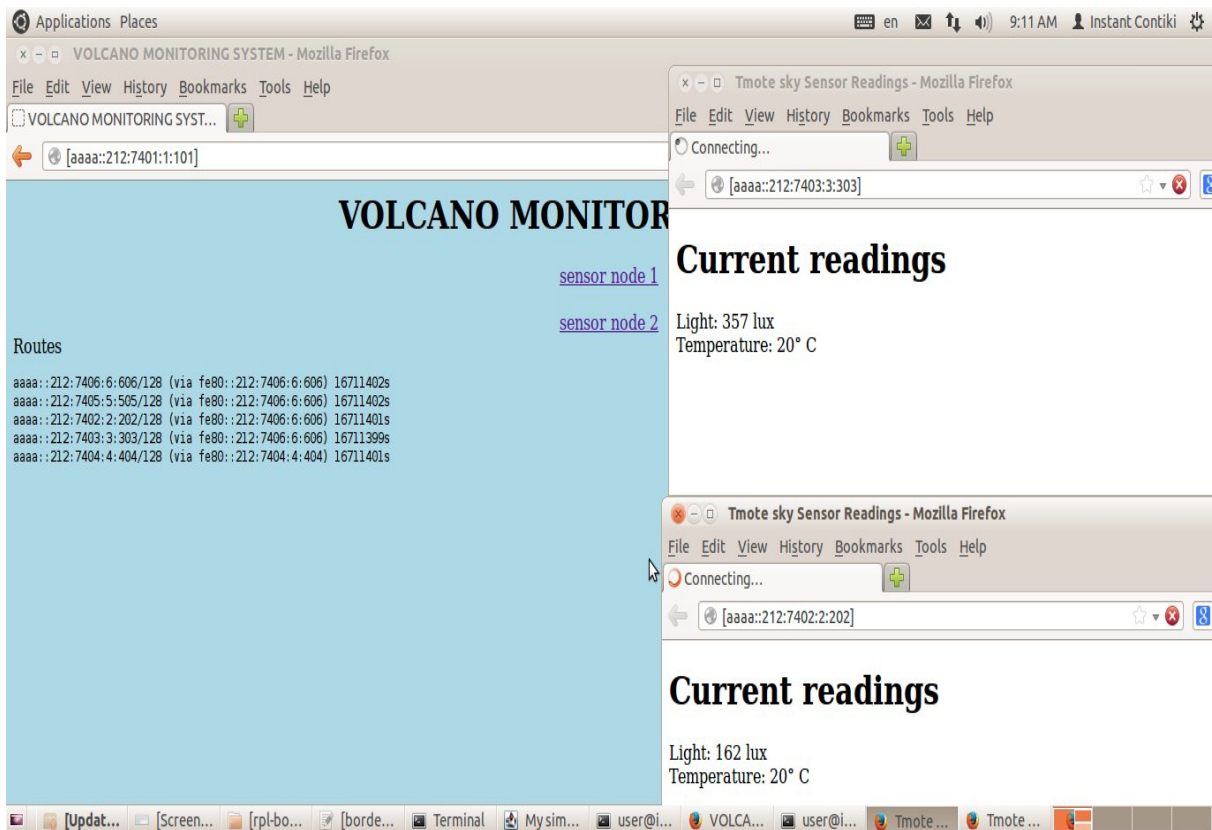 Applications Places
en 9:11 AM Instant Contiki
VOLCANO MONITORING SYSTEM - Mozilla Firefox
File Edit View History Bookmarks Tools Help
VOLCANO MONITORING SYST...
[aaaa::212:7401:1:101]
VOLCANO MONITOR
sensor node 1
sensor node 2
Routes
aaaa::212:7406:6:606/128 (via fe80::212:7406:6:606) 16711402s
aaaa::212:7405:5:505/128 (via fe80::212:7406:6:606) 16711402s
aaaa::212:7402:2:202/128 (via fe80::212:7406:6:606) 16711401s
aaaa::212:7403:3:303/128 (via fe80::212:7406:6:606) 16711399s
aaaa::212:7404:4:404/128 (via fe80::212:7404:4:404) 16711401s
Tmote sky Sensor Readings - Mozilla Firefox
File Edit View History Bookmarks Tools Help
Connecting...
[aaaa::212:7403:3:303]
8
Current readings
Light: 357 lux
Temperature: 20° C
Tmote sky Sensor Readings - Mozilla Firefox
File Edit View History Bookmarks Tools Help
Connecting...
[aaaa::212:7402:2:202]
8
Current readings
Light: 162 lux
Temperature: 20° C
[Updat... [Screen... [rpl-bo... [borde... Terminal My sim... user@i... VOLCA... user@i... Tmote ... Tmote ...